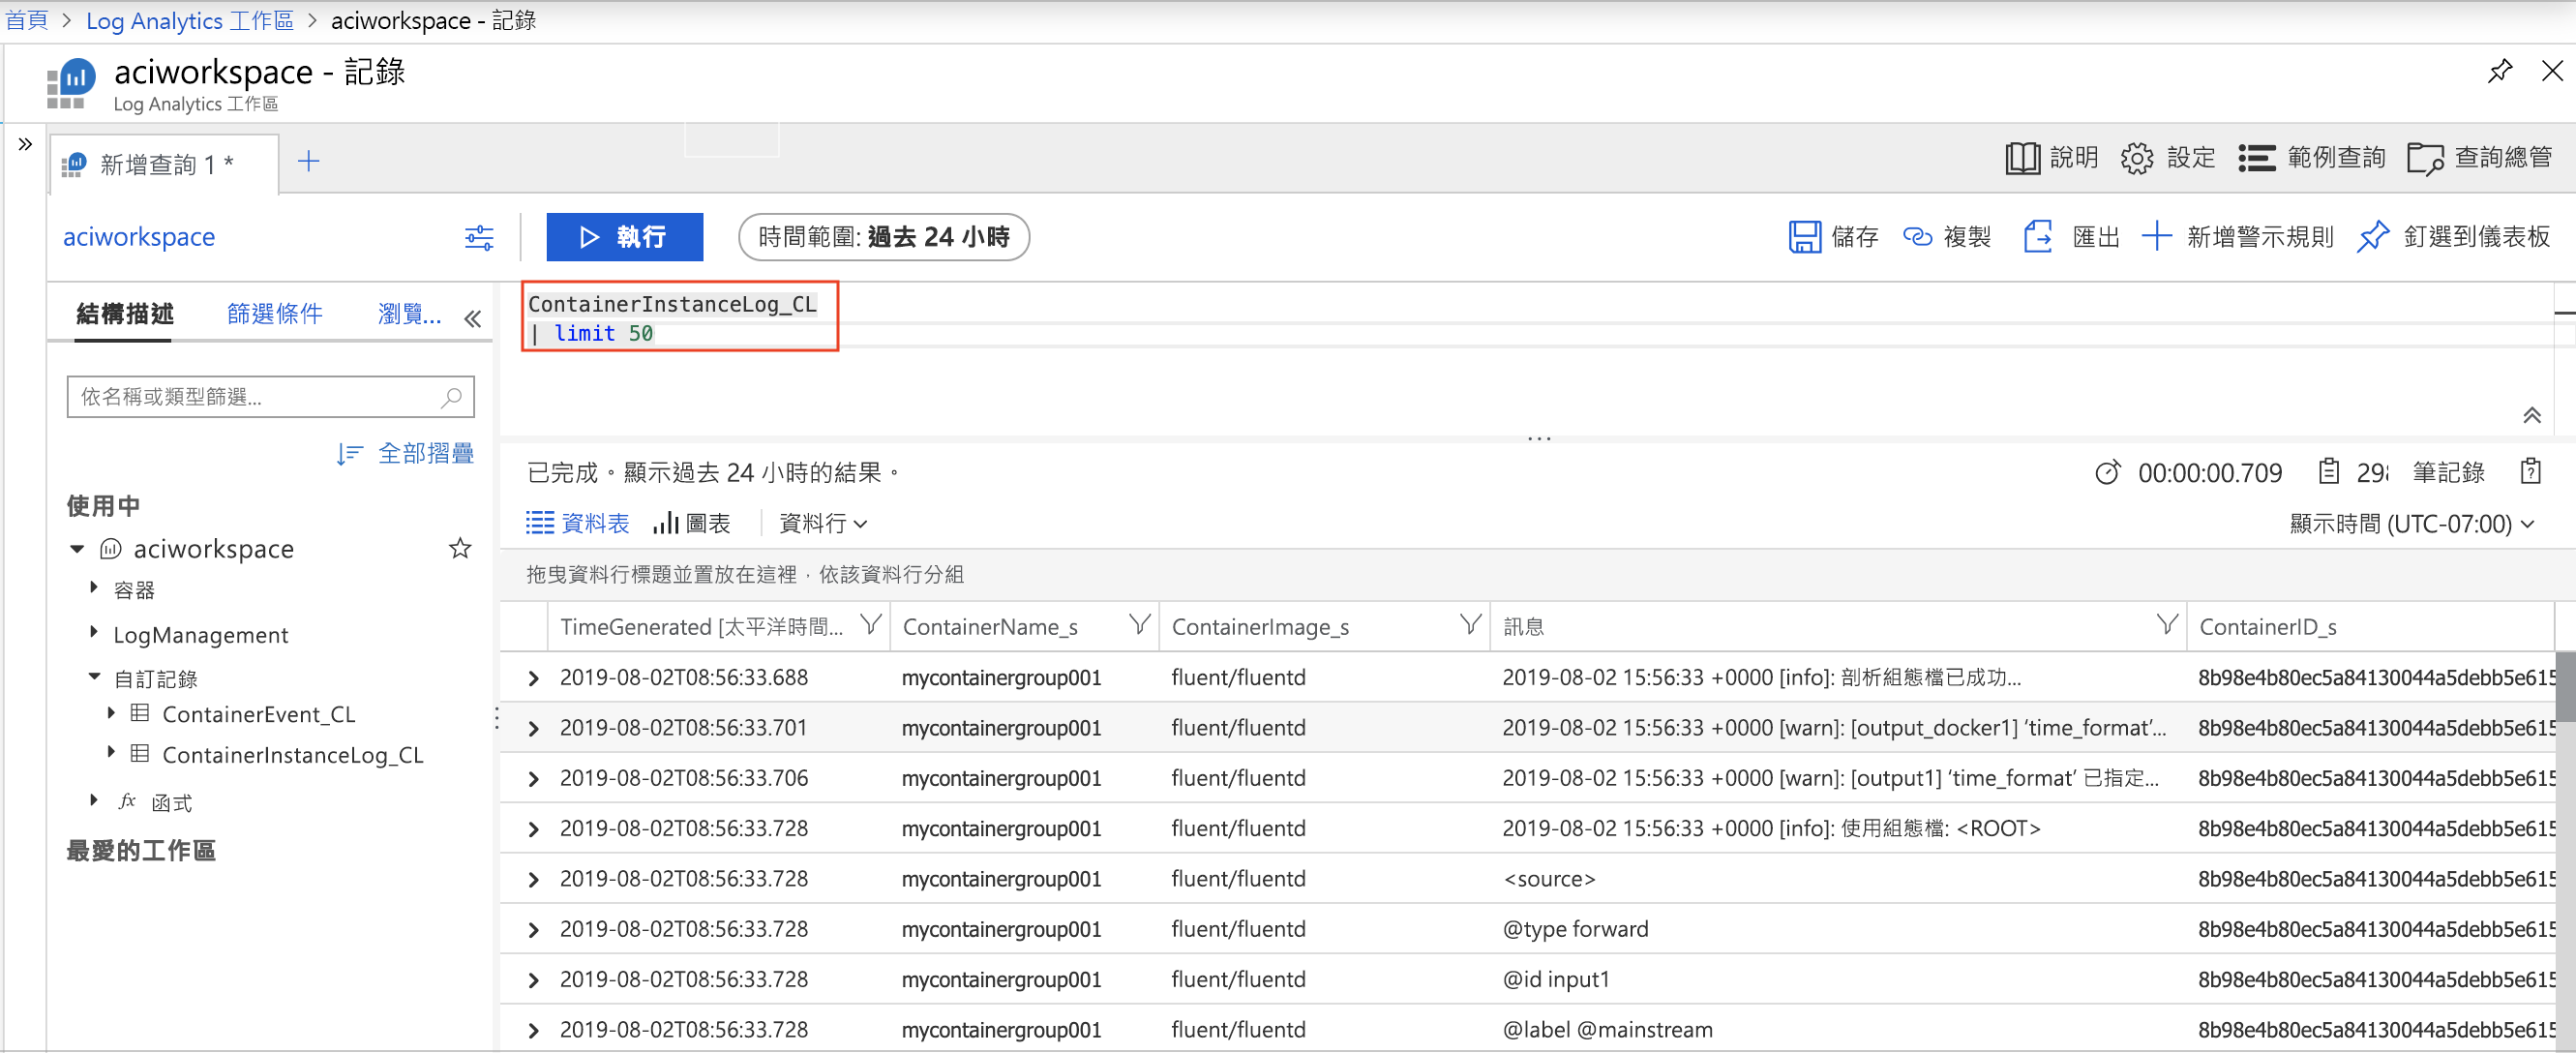 首頁 > Log Analytics 工作區 > aciworkspace - 記錄
aciworkspace - 記錄
Log Analytics 工作區
新增查詢 1 *
說明 設定 範例查詢 查詢總管
aciworkspace
執行
時間範圍: 過去 24 小時
儲存 複製 匯出 新增警示規則 釘選到儀表板
結構描述 篩選條件 瀏覽...
ContainerInstanceLog_CL
| limit 50
依名稱或類型篩選...
全部摺疊
使用中
aciworkspace
容器
LogManagement
自訂記錄
ContainerEvent_CL
ContainerInstanceLog_CL
fx 函式
最愛的工作區
已完成。顯示過去 24 小時的結果。
00:00:00.709 筆記錄
資料表 圖表 資料行
顯示時間 (UTC-07:00)
拖曳資料行標題並置放在這裡，依該資料行分組
TimeGenerated [太平洋時間... ContainerName_s ContainerImage_s 訊息 ContainerID_s
2019-08-02T08:56:33.688 mycontainergroup001 fluent/fluentd 2019-08-02 15:56:33 +0000 [info]: 剖析組態檔已成功... 8b98e4b80ec5a84130044a5debb5e615
2019-08-02T08:56:33.701 mycontainergroup001 fluent/fluentd 2019-08-02 15:56:33 +0000 [warn]: [output_docker1] ‘time_format’... 8b98e4b80ec5a84130044a5debb5e615
2019-08-02T08:56:33.706 mycontainergroup001 fluent/fluentd 2019-08-02 15:56:33 +0000 [warn]: [output1] ‘time_format’ 已指定... 8b98e4b80ec5a84130044a5debb5e615
2019-08-02T08:56:33.728 mycontainergroup001 fluent/fluentd 2019-08-02 15:56:33 +0000 [info]: 使用組態檔: <ROOT> 8b98e4b80ec5a84130044a5debb5e615
2019-08-02T08:56:33.728 mycontainergroup001 fluent/fluentd <source> 8b98e4b80ec5a84130044a5debb5e615
2019-08-02T08:56:33.728 mycontainergroup001 fluent/fluentd @type forward 8b98e4b80ec5a84130044a5debb5e615
2019-08-02T08:56:33.728 mycontainergroup001 fluent/fluentd @id input1 8b98e4b80ec5a84130044a5debb5e615
2019-08-02T08:56:33.728 mycontainergroup001 fluent/fluentd @label @mainstream 8b98e4b80ec5a84130044a5debb5e615